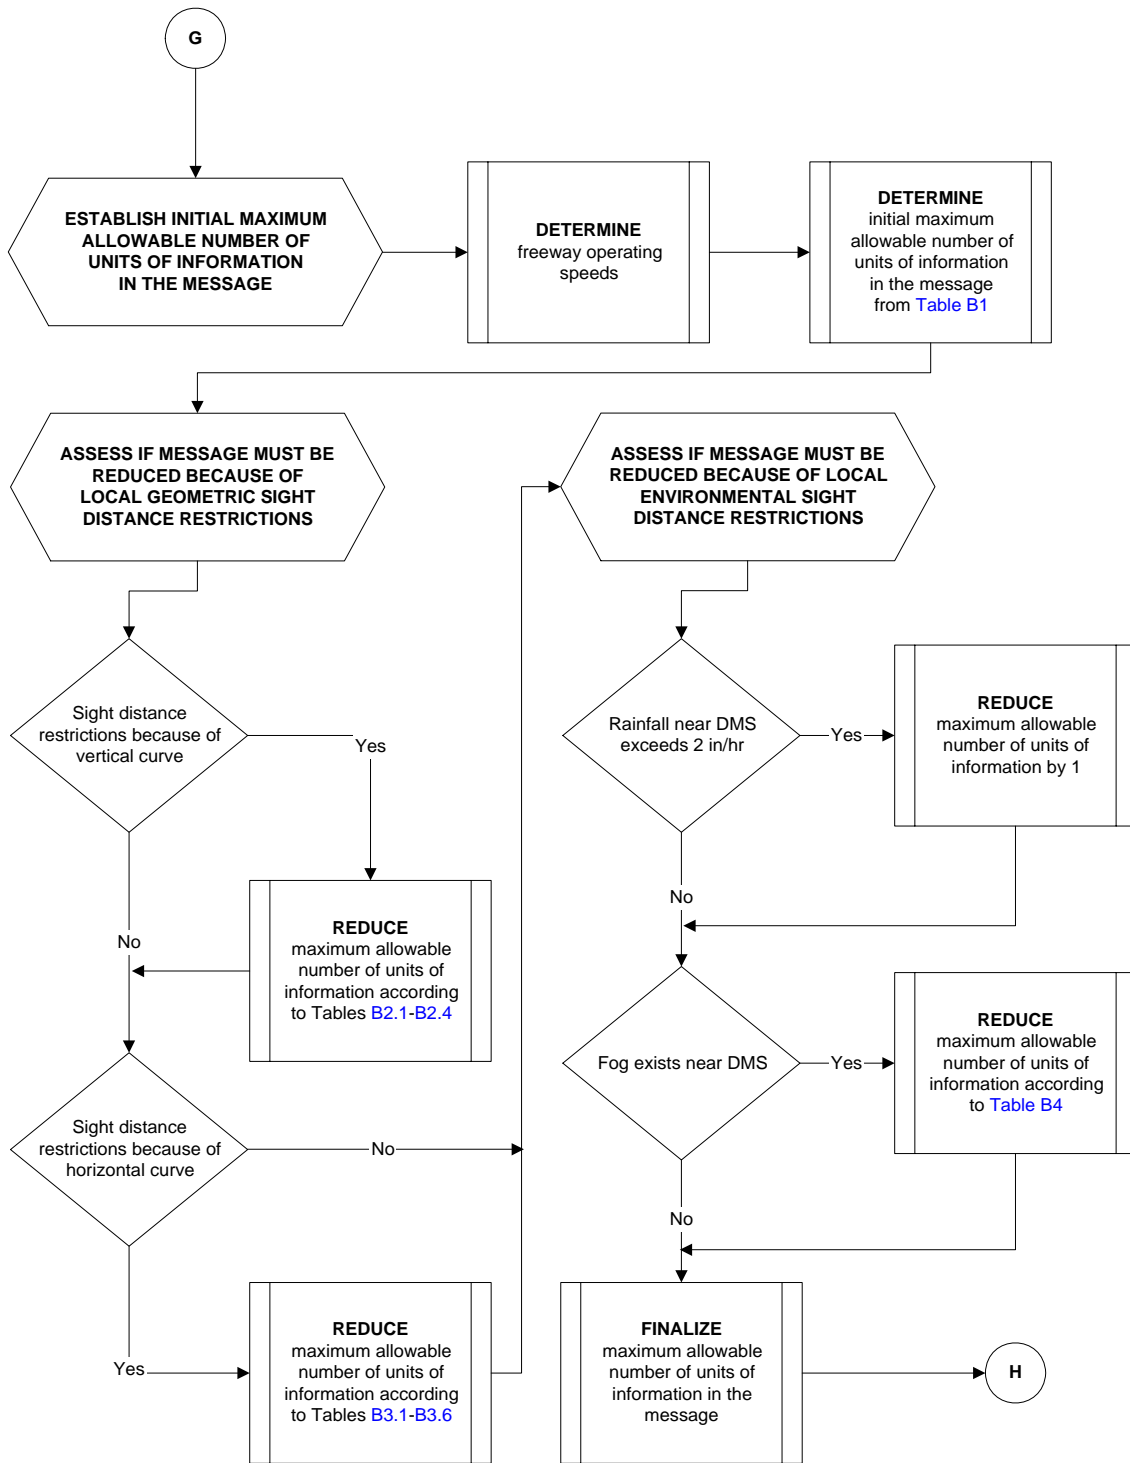 G
ESTABLISH INITIAL MAXIMUM
ALLOWABLE NUMBER OF
UNITS OF INFORMATION
IN THE MESSAGE
DETERMINE
freeway operating
speeds
DETERMINE
initial maximum
allowable number of
units of information
in the message
from Table B1
ASSESS IF MESSAGE MUST BE
REDUCED BECAUSE OF
LOCAL GEOMETRIC SIGHT
DISTANCE RESTRICTIONS
Sight distance
restrictions because of
vertical curve
Yes
No
REDUCE
maximum allowable
number of units of
information according
to Tables B2.1-B2.4
Sight distance
restrictions because of
horizontal curve
No
Yes
REDUCE
maximum allowable
number of units of
information according
to Tables B3.1-B3.6
ASSESS IF MESSAGE MUST BE
REDUCED BECAUSE OF LOCAL
ENVIRONMENTAL SIGHT
DISTANCE RESTRICTIONS
Rainfall near DMS
exceeds 2 in/hr
Yes
REDUCE
maximum allowable
number of units of
information by 1
No
Fog exists near DMS
Yes
REDUCE
maximum allowable
number of units of
information according
to Table B4
No
FINALIZE
maximum allowable
number of units of
information in the
message
H